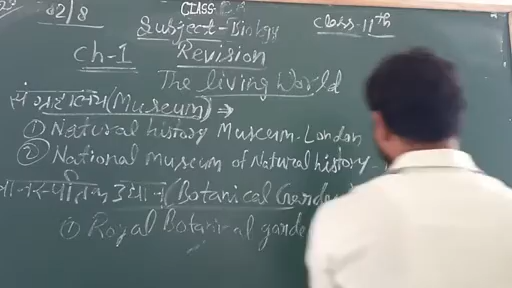 02/8 CLASS
Subject-Biology Class-11th
Ch-1 Revision
The living World
संग्रहालय (Museum) ⇒
① Natural history Museum-London
② National museum of Natural history-
(Botanical Garden
① Royal Botanical garde